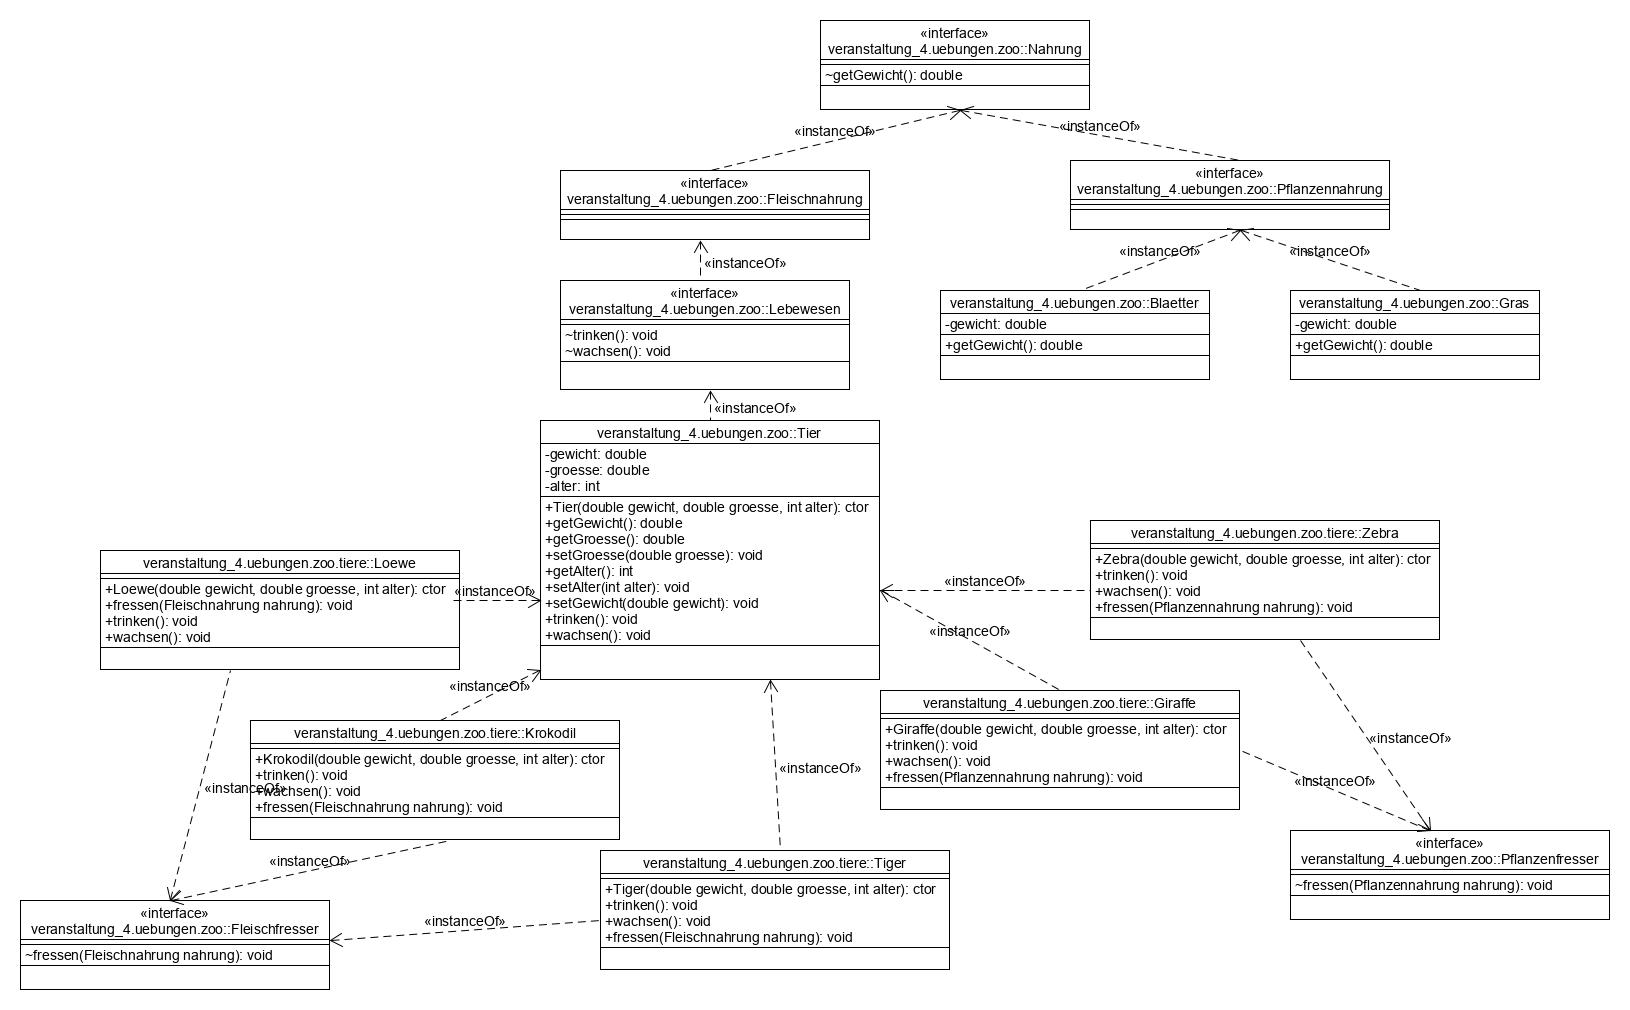 «interface»
veranstaltung_4.uebungen.zoo::Nahrung
~getGewicht(): double
«instanceOf»
«instanceOf»
«interface»
veranstaltung_4.uebungen.zoo::Fleischnahrung
«interface»
veranstaltung_4.uebungen.zoo::Pflanzennahrung
«instanceOf»
«instanceOf»
«instanceOf»
«interface»
veranstaltung_4.uebungen.zoo::Lebewesen
~trinken(): void
~wachsen(): void
veranstaltung_4.uebungen.zoo::Blaetter
-gewicht: double
+getGewicht(): double
veranstaltung_4.uebungen.zoo::Gras
-gewicht: double
+getGewicht(): double
«instanceOf»
veranstaltung_4.uebungen.zoo::Tier
-gewicht: double
-groesse: double
-alter: int
+Tier(double gewicht, double groesse, int alter): ctor
+getGewicht(): double
+getGroesse(): double
+setGroesse(double groesse): void
+getAlter(): int
+setAlter(int alter): void
+setGewicht(double gewicht): void
+trinken(): void
+wachsen(): void
veranstaltung_4.uebungen.zoo.tiere::Loewe
+Loewe(double gewicht, double groesse, int alter): ctor
+fressen(Fleischnahrung nahrung): void
+trinken(): void
+wachsen(): void
«instanceOf»
«instanceOf»
veranstaltung_4.uebungen.zoo.tiere::Zebra
+Zebra(double gewicht, double groesse, int alter): ctor
+trinken(): void
+wachsen(): void
+fressen(Pflanzennahrung nahrung): void
«instanceOf»
«instanceOf»
veranstaltung_4.uebungen.zoo.tiere::Krokodil
+Krokodil(double gewicht, double groesse, int alter): ctor
+trinken(): void
+wachsen(): void
+fressen(Fleischnahrung nahrung): void
«instanceOf»
«instanceOf»
veranstaltung_4.uebungen.zoo.tiere::Giraffe
+Giraffe(double gewicht, double groesse, int alter): ctor
+trinken(): void
+wachsen(): void
+fressen(Pflanzennahrung nahrung): void
«instanceOf»
«instanceOf»
«instanceOf»
veranstaltung_4.uebungen.zoo.tiere::Tiger
+Tiger(double gewicht, double groesse, int alter): ctor
+trinken(): void
+wachsen(): void
+fressen(Fleischnahrung nahrung): void
«interface»
veranstaltung_4.uebungen.zoo::Pflanzenfresser
~fressen(Pflanzennahrung nahrung): void
«interface»
veranstaltung_4.uebungen.zoo::Fleischfresser
~fressen(Fleischnahrung nahrung): void
«instanceOf»